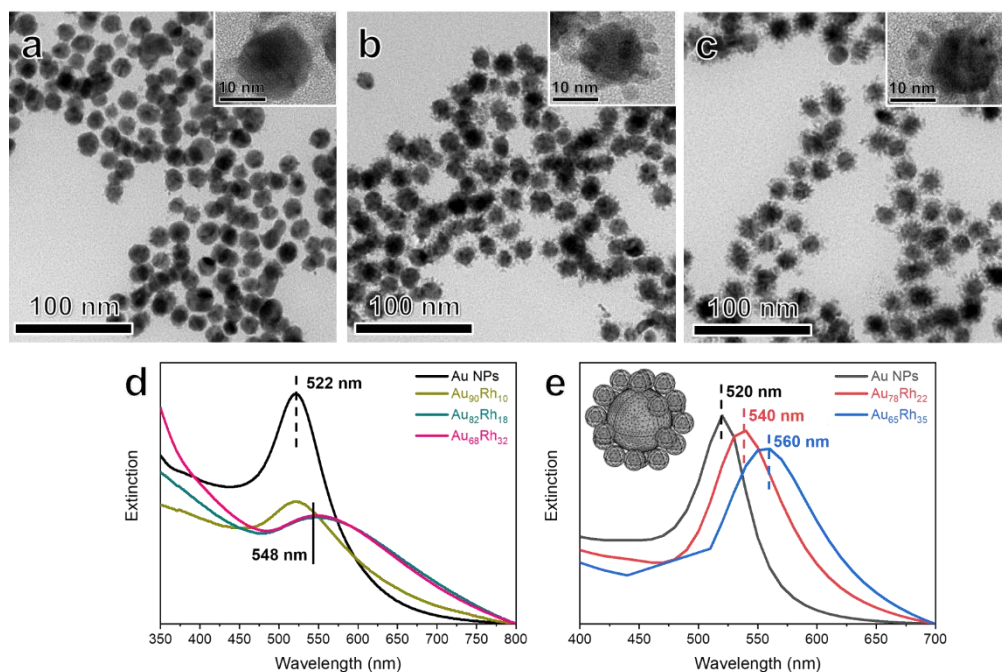 a
10 nm
100 nm
b
10 nm
100 nm
c
10 nm
100 nm
d
522 nm
548 nm
Au NPs
Au₉₀Rh₁₀
Au₈₂Rh₁₈
Au₆₈Rh₃₂
Extinction
350 400 450 500 550 600 650 700 750 800
Wavelength (nm)
e
520 nm
540 nm
560 nm
Au NPs
Au₇₈Rh₂₂
Au₆₅Rh₃₅
Extinction
400 450 500 550 600 650 700
Wavelength (nm)